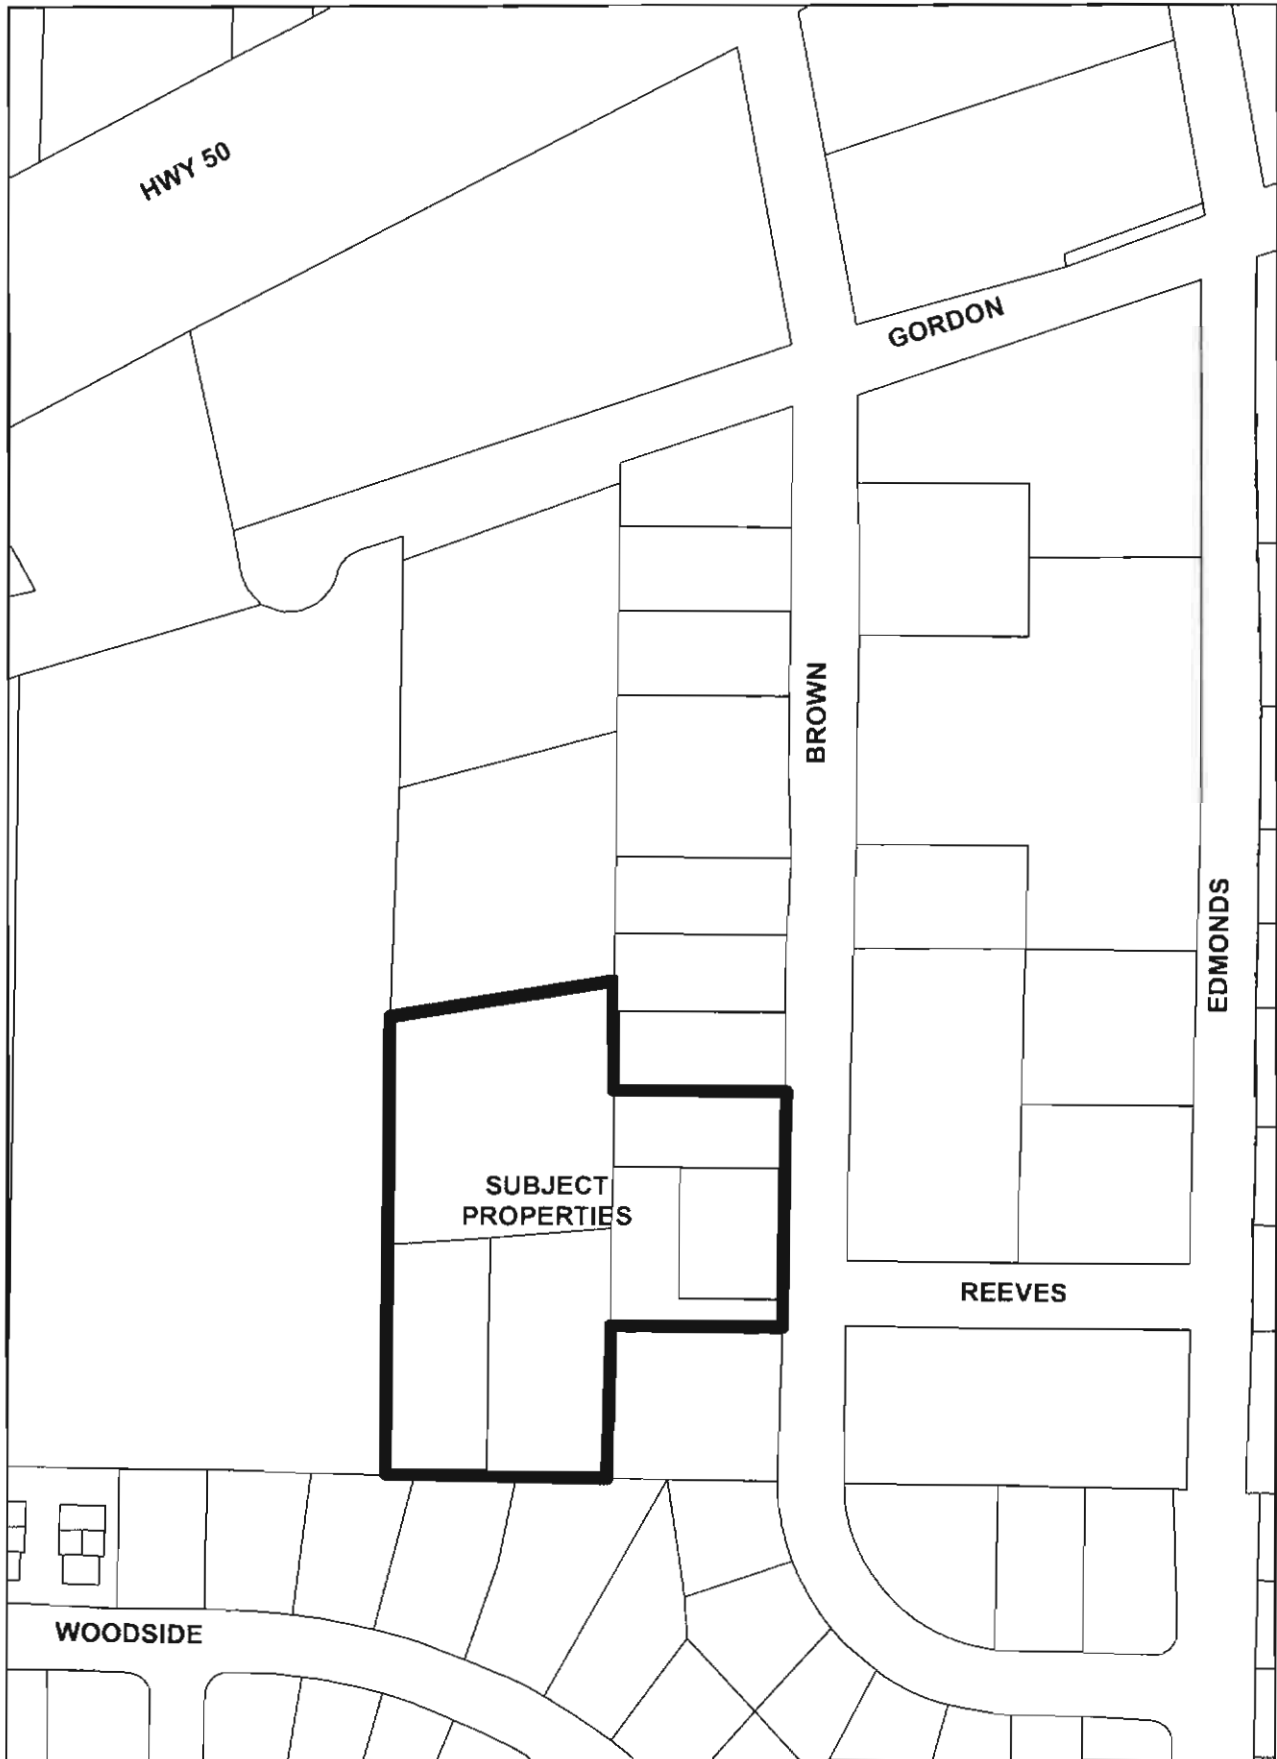 HWY 50
GORDON
BROWN
EDMONDS
SUBJECT
PROPERTIES
REEVES
WOODSIDE